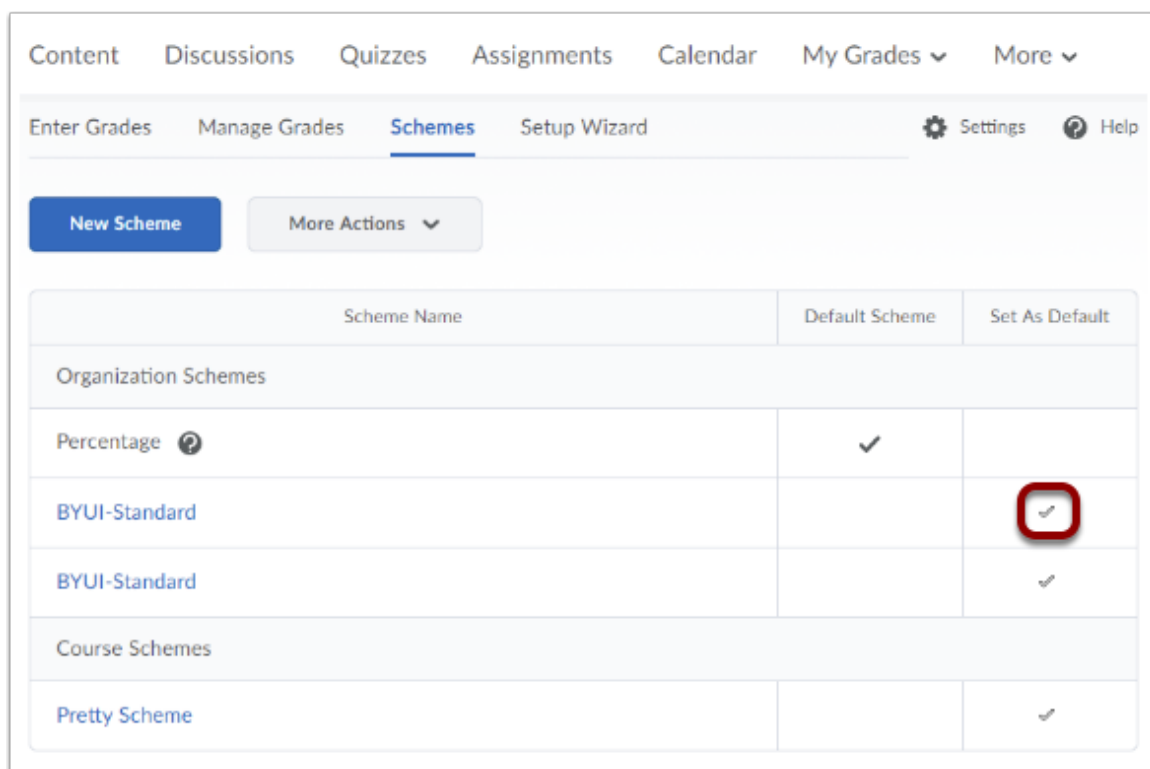 Content Discussions Quizzes Assignments Calendar My Grades More
Enter Grades Manage Grades Schemes Setup Wizard Settings Help
New Scheme More Actions
Scheme Name Default Scheme Set As Default
Organization Schemes
Percentage
BYUI-Standard
BYUI-Standard
Course Schemes
Pretty Scheme